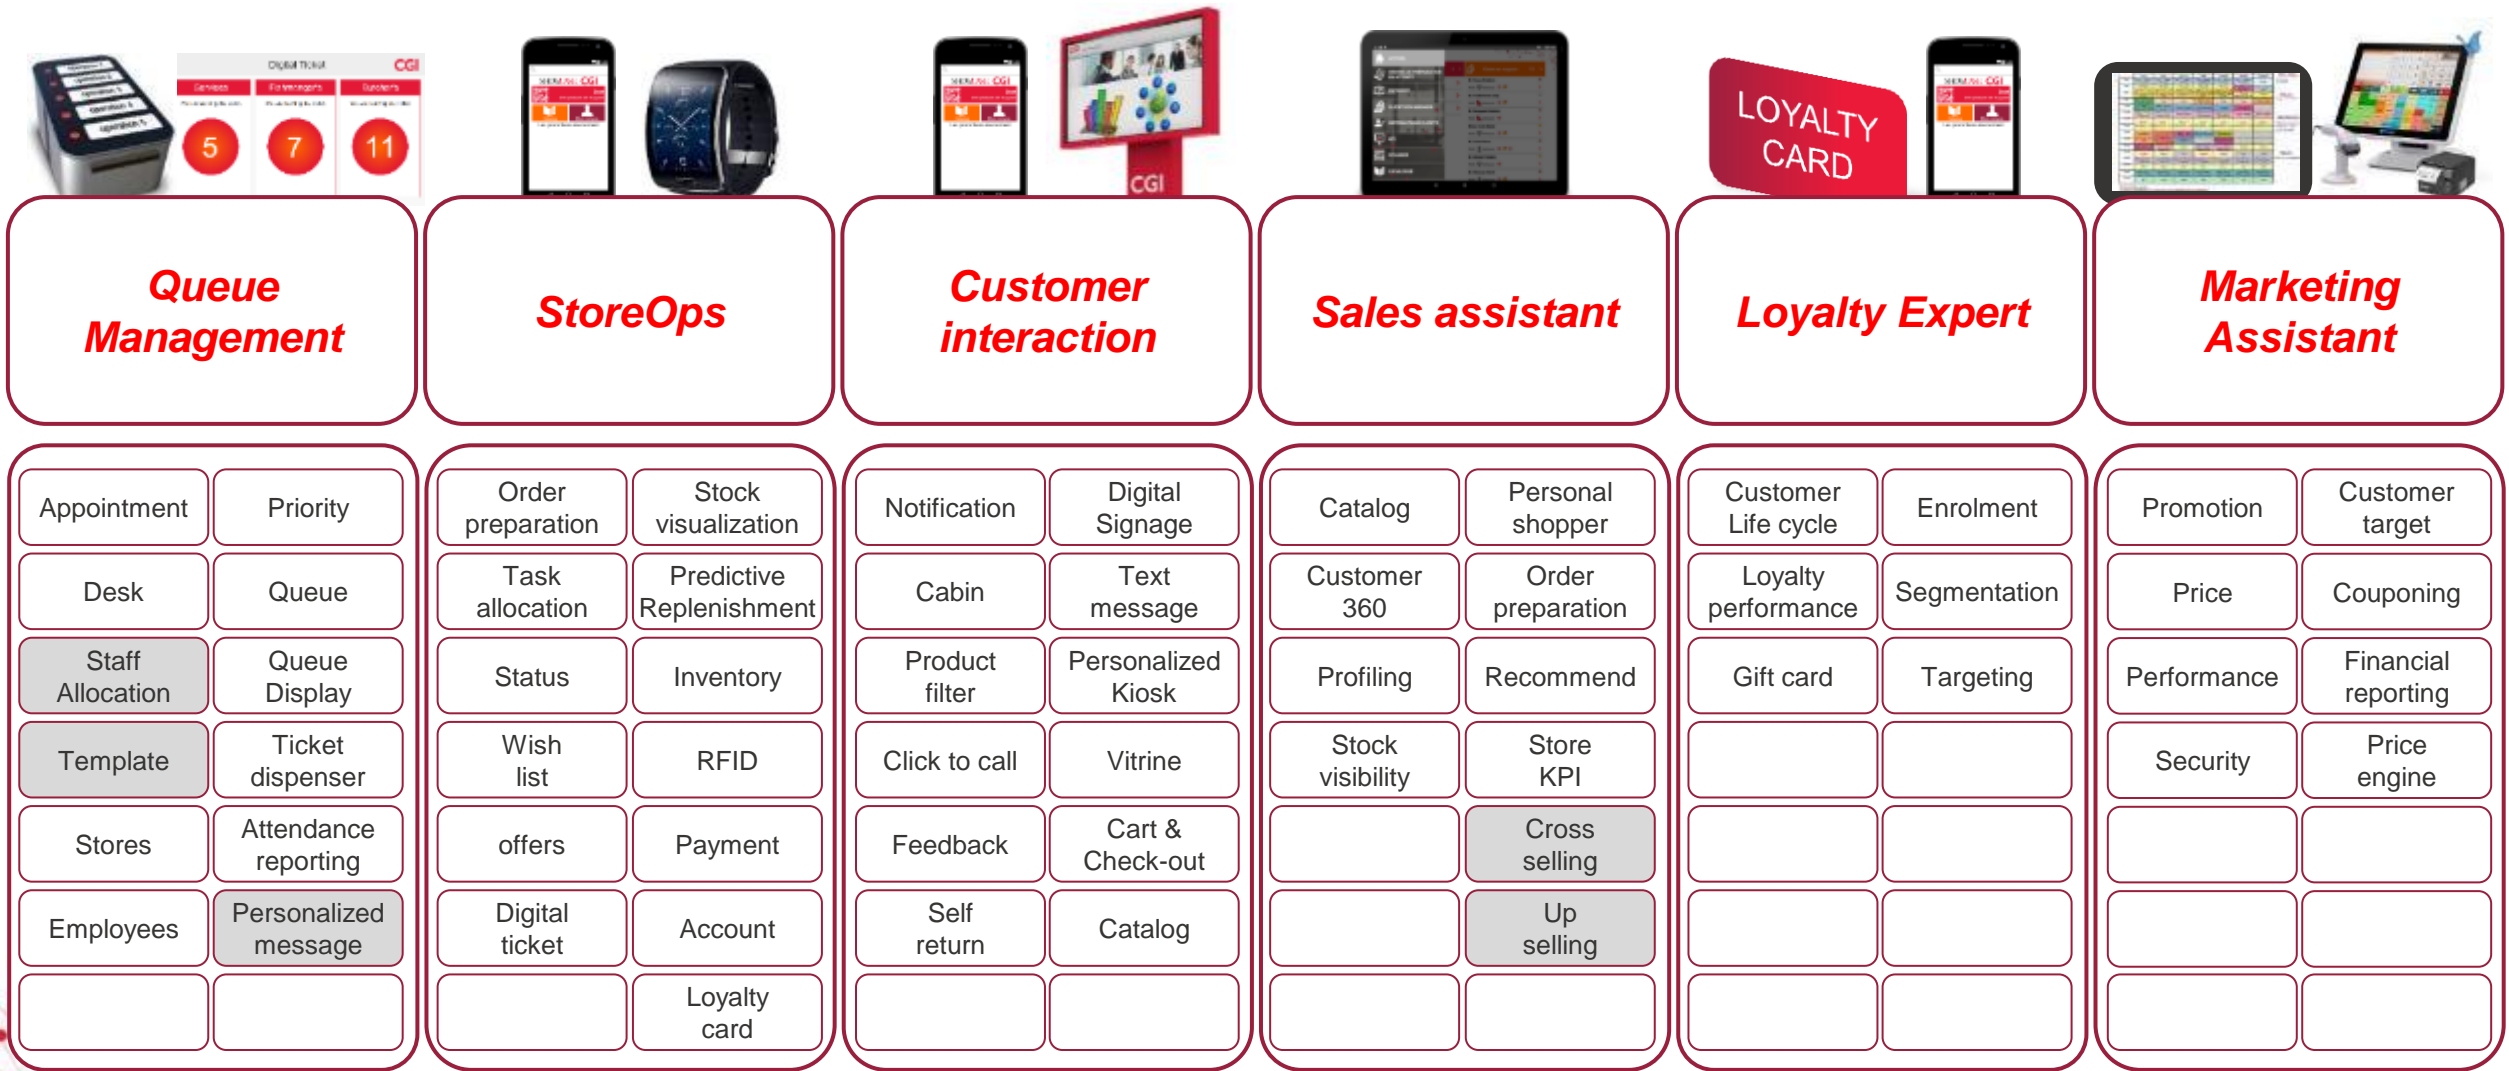 Digital Ticket
CGI
Services
5
7
11
operation 5
CGI
CGI
CGI
LOYALTY
CARD
CGI
Queue
Management
StoreOps
Customer
interaction
Sales assistant
Loyalty Expert
Marketing
Assistant
Appointment
Priority
Desk
Queue
Staff
Allocation
Queue
Display
Template
Ticket
dispenser
Stores
Attendance
reporting
Employees
Personalized
message
Order
preparation
Stock
visualization
Task
allocation
Predictive
Replenishment
Status
Inventory
Wish
list
RFID
offers
Payment
Digital
ticket
Account
Loyalty
card
Notification
Digital
Signage
Cabin
Text
message
Product
filter
Personalized
Kiosk
Click to call
Vitrine
Feedback
Cart &
Check-out
Self
return
Catalog
Catalog
Personal
shopper
Customer
360
Order
preparation
Profiling
Recommend
Stock
visibility
Store
KPI
Cross
selling
Up
selling
Customer
Life cycle
Enrolment
Loyalty
performance
Segmentation
Gift card
Targeting
Promotion
Customer
target
Price
Couponing
Performance
Financial
reporting
Security
Price
engine